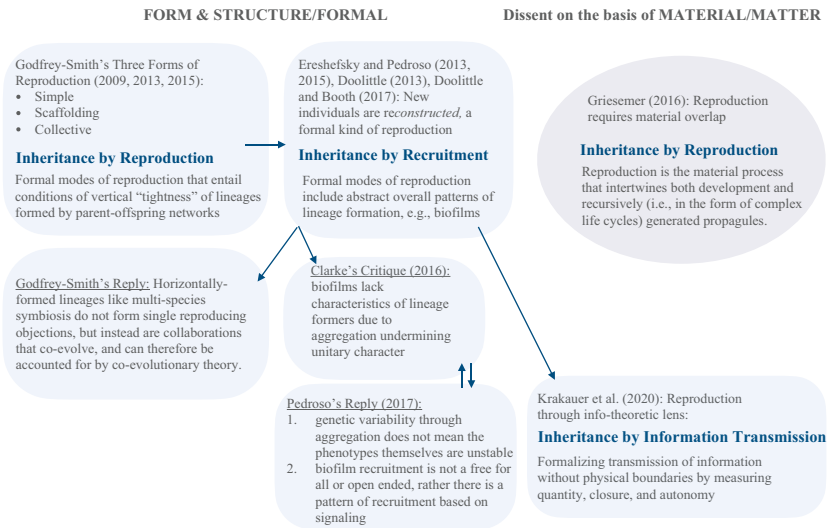 FORM & STRUCTURE/FORMAL
Dissent on the basis of MATERIAL/MATTER
Godfrey-Smith's Three Forms of
Reproduction (2009, 2013, 2015):
• Simple
• Scaffolding
• Collective
Inheritance by Reproduction
Formal modes of reproduction that entail
conditions of vertical "tightness" of lineages
formed by parent-offspring networks
Ereshefsky and Pedroso (2013,
2015), Doolittle (2013), Doolittle
and Booth (2017): New
individuals are reconstructed, a
formal kind of reproduction
Inheritance by Recruitment
Formal modes of reproduction
include abstract overall patterns of
lineage formation, e.g., biofilms
Griesemer (2016): Reproduction
requires material overlap
Inheritance by Reproduction
Reproduction is the material process
that intertwines both development and
recursively (i.e., in the form of complex
life cycles) generated propagules.
Godfrey-Smith's Reply: Horizontally-
formed lineages like multi-species
symbiosis do not form single reproducing
objections, but instead are collaborations
that co-evolve, and can therefore be
accounted for by co-evolutionary theory.
Clarke's Critique (2016):
biofilms lack
characteristics of lineage
formers due to
aggregation undermining
unitary character
Pedroso's Reply (2017):
1. genetic variability through
aggregation does not mean the
phenotypes themselves are unstable
2. biofilm recruitment is not a free for
all or open ended, rather there is a
pattern of recruitment based on
signaling
Krakauer et al. (2020): Reproduction
through info-theoretic lens:
Inheritance by Information Transmission
Formalizing transmission of information
without physical boundaries by measuring
quantity, closure, and autonomy